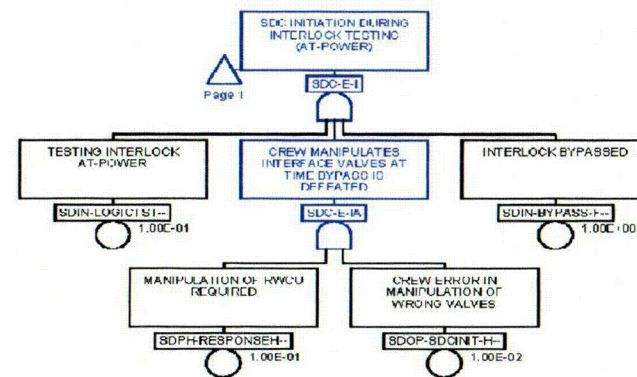 SDC INITIATION DURING
INTERLOCK TESTING
(AT-POWER)
Page 1
SDC-E-I
TESTING INTERLOCK
AT-POWER
CREW MANIPULATES
INTERFACE VALVES AT
TIME BYPASS IS
DEFEATED
INTERLOCK BYPASSED
SDIN-LOGICTST--
SDC-E-IA
SDIN-BYPASS-F--
1.00E-01
1.00E+00
MANIPULATION OF RWCU
REQUIRED
CREW ERROR IN
MANIPULATION OF
WRONG VALVES
SDPH-RESPONSEH--
SDOP-SDCINIT-H--
1.00E-01
1.00E-02